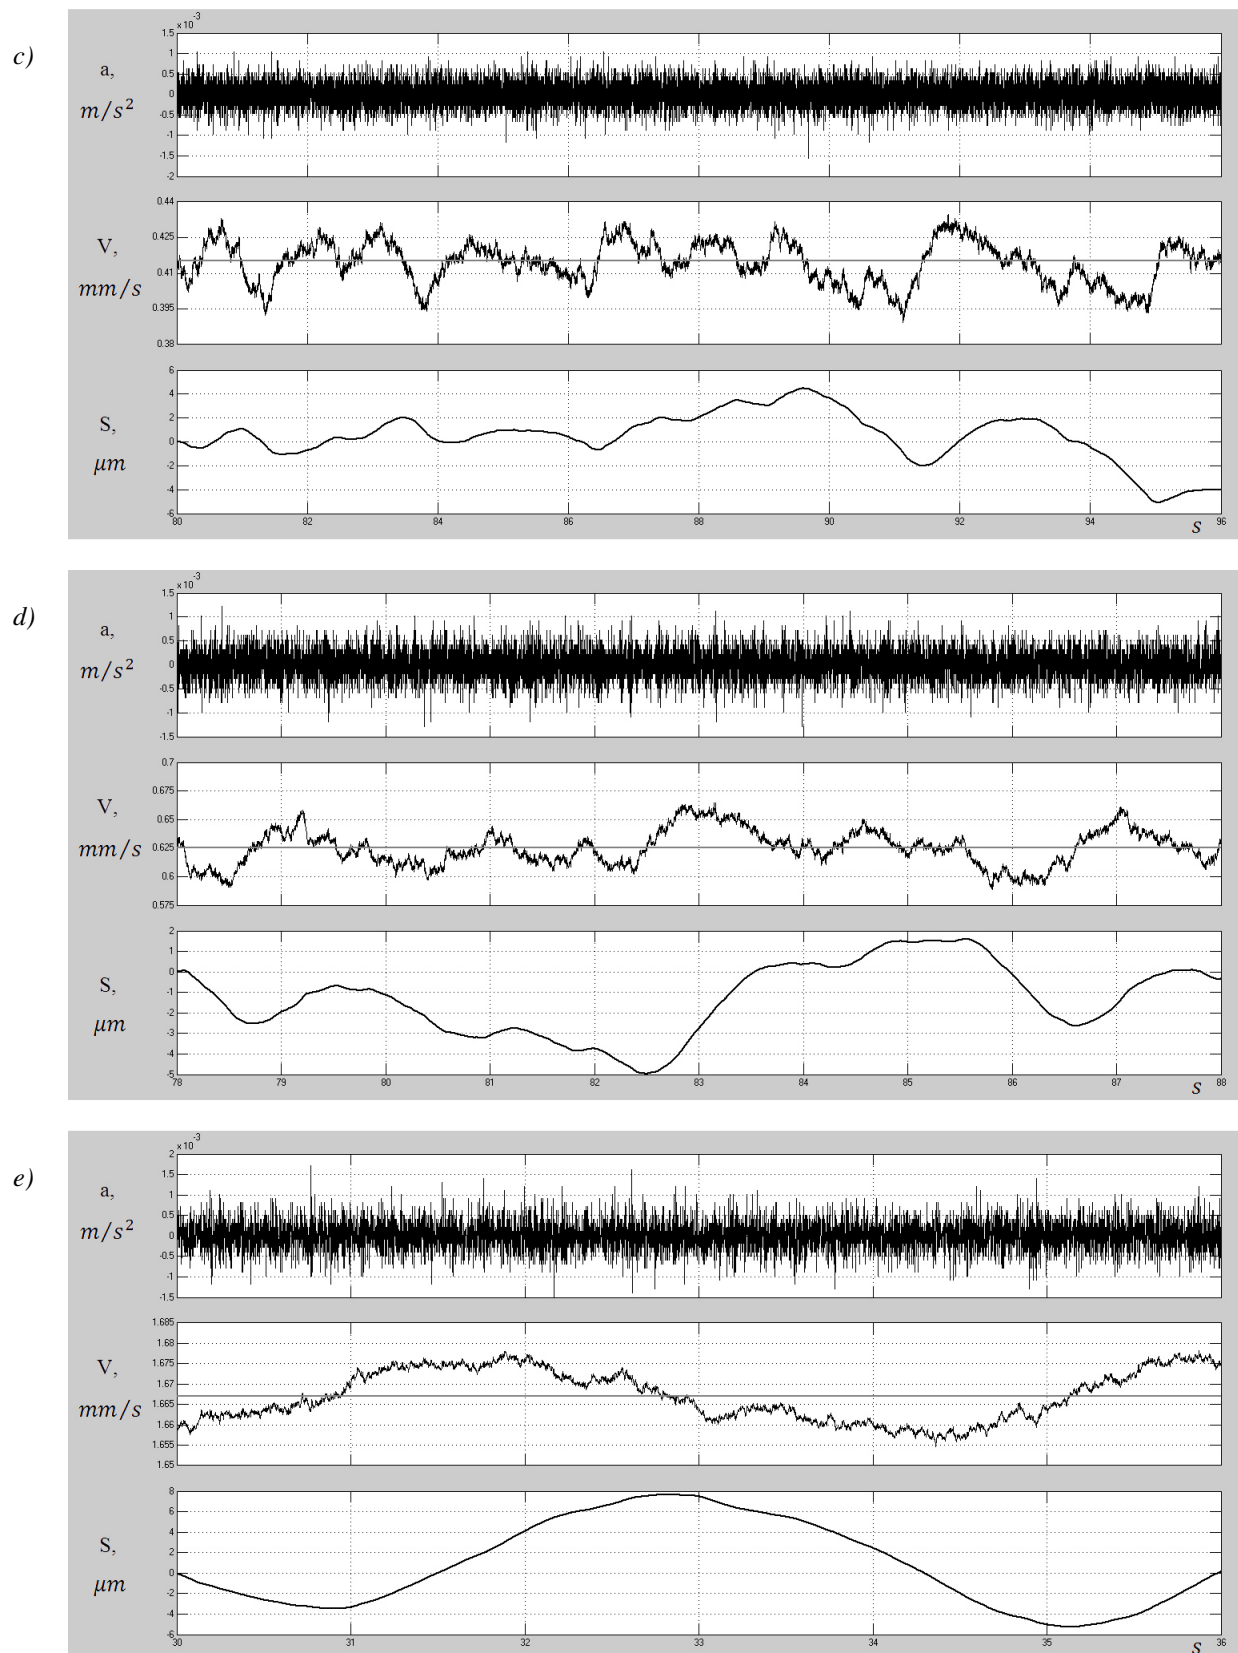 c)
×10⁻³
a,
m/s²
1.5
1
0.5
0
-0.5
-1
-1.5
-2
V,
mm/s
0.44
0.425
0.41
0.395
0.38
S,
μm
6
4
2
0
-2
-4
-6
80 82 84 86 88 90 92 94 96
s
d)
×10⁻³
a,
m/s²
1.5
1
0.5
0
-0.5
-1
-1.5
V,
mm/s
0.7
0.675
0.65
0.625
0.6
0.575
S,
μm
2
1
0
-1
-2
-3
-4
-5
78 79 80 81 82 83 84 85 86 87 88
s
e)
×10⁻³
a,
m/s²
2
1.5
1
0.5
0
-0.5
-1
-1.5
V,
mm/s
1.685
1.68
1.675
1.67
1.665
1.66
1.655
1.65
S,
μm
8
6
4
2
0
-2
-4
-6
30 31 32 33 34 35 36
s